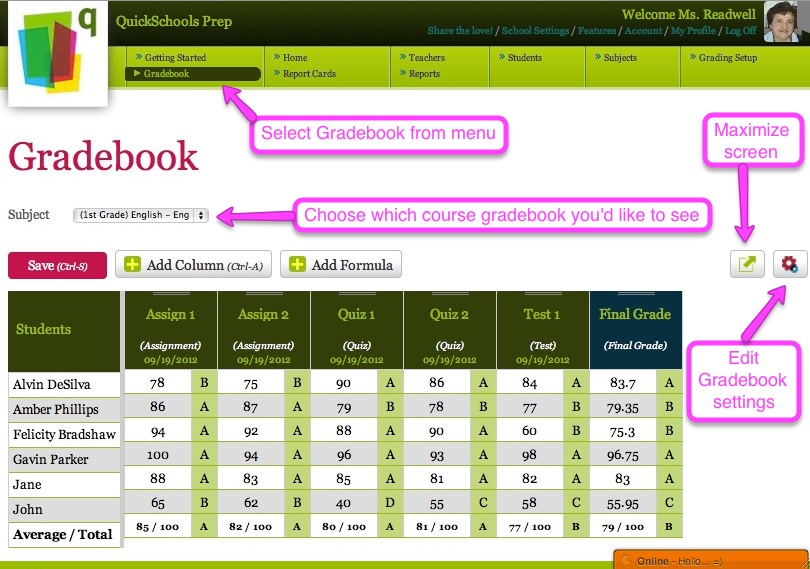 q
QuickSchools Prep
Welcome Ms. Readwell
Share the love! / School Settings / Features / Account / My Profile / Log Off
» Getting Started » Home » Teachers » Students » Subjects » Grading Setup
Gradebook » Report Cards » Reports
Select Gradebook from menu
Maximize
screen
Gradebook
Subject (1st Grade) English - Eng
Choose which course gradebook you'd like to see
Save (Ctrl-S) Add Column (Ctrl-A) Add Formula
Edit
Gradebook
settings
Students Assign 1 Assign 2 Quiz 1 Quiz 2 Test 1 Final Grade
(Assignment) (Assignment) (Quiz) (Quiz) (Test) (Final Grade)
09/19/2012 09/19/2012 09/19/2012 09/19/2012 09/19/2012
Alvin DeSilva 78 B 75 B 90 A 86 A 84 A 83.7 A
Amber Phillips 86 A 87 A 79 B 78 B 77 B 79.35 B
Felicity Bradshaw 94 A 92 A 88 A 90 A 60 B 75.3 B
Gavin Parker 100 A 94 A 96 A 93 A 98 A 96.75 A
Jane 88 A 83 A 85 A 81 A 82 A 83 A
John 65 B 62 B 40 D 55 C 58 C 55.95 C
Average / Total 85 / 100 A 82 / 100 A 80 / 100 A 81 / 100 A 77 / 100 B 79 / 100 B
Online - Hello... =)